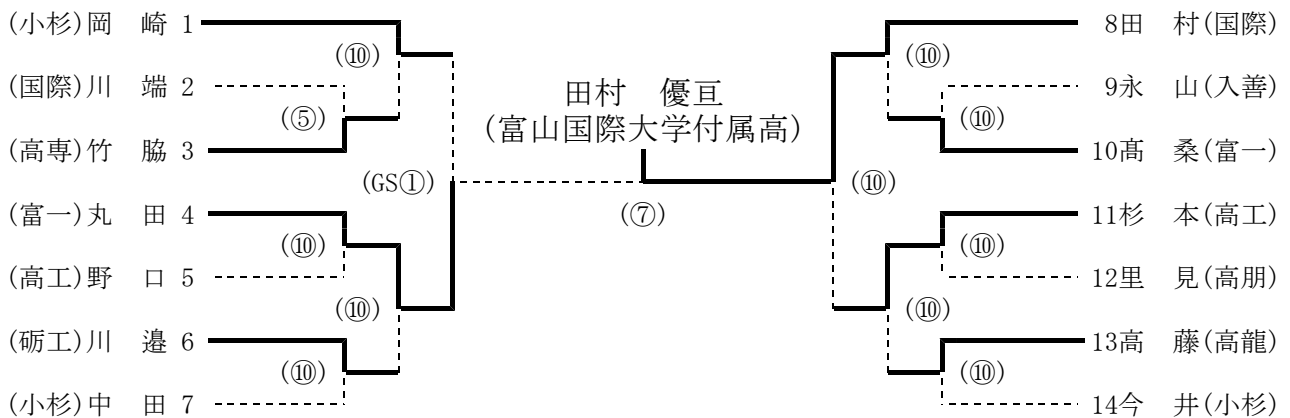 (小杉)岡　崎 1
(⑩)
(国際)川　端 2
(⑤)
(高専)竹　脇 3
(GS①)
(富一)丸　田 4
(⑩)
(高工)野　口 5
(⑩)
(砺工)川　邉 6
(⑩)
(小杉)中　田 7
田村　優亘
(富山国際大学付属高)
(⑦)
8田　村(国際)
(⑩)
9永　山(入善)
(⑩)
10髙　桑(富一)
(⑩)
11杉　本(高工)
(⑩)
12里　見(高朋)
(⑩)
13高　藤(高龍)
(⑩)
14今　井(小杉)